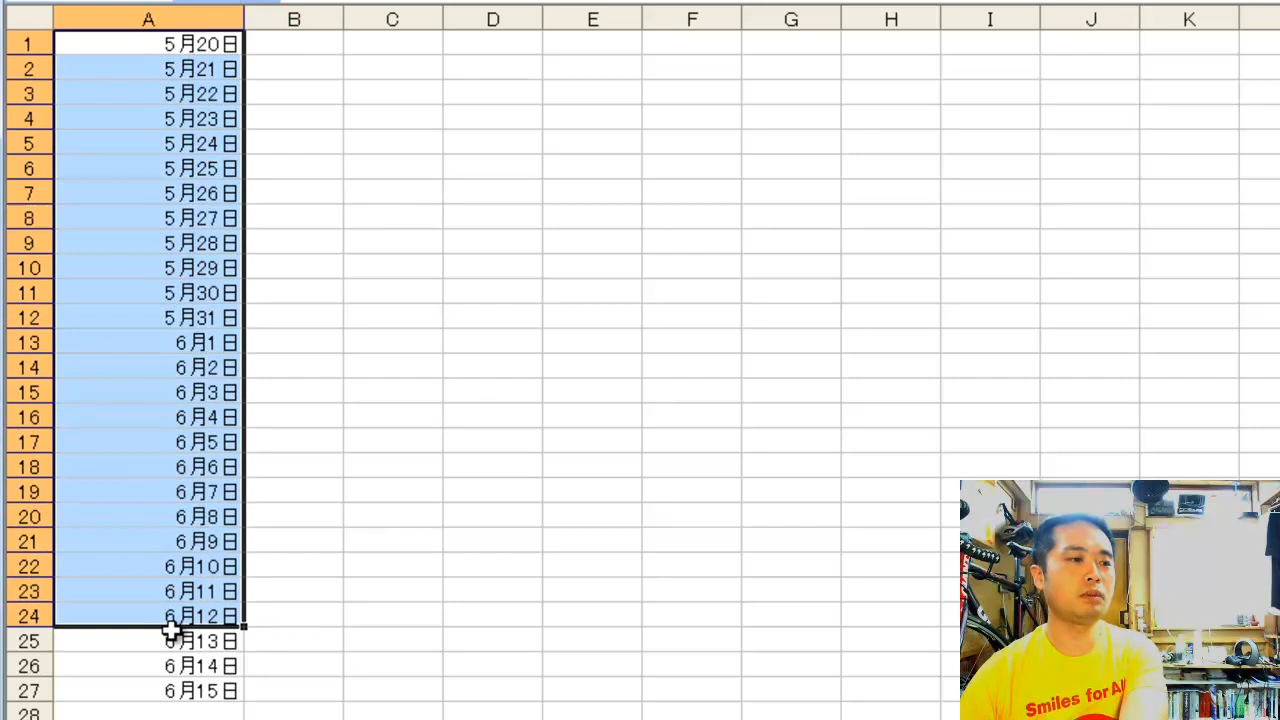 A B C D E F G H I J K
1 5月20日
2 5月21日
3 5月22日
4 5月23日
5 5月24日
6 5月25日
7 5月26日
8 5月27日
9 5月28日
10 5月29日
11 5月30日
12 5月31日
13 6月1日
14 6月2日
15 6月3日
16 6月4日
17 6月5日
18 6月6日
19 6月7日
20 6月8日
21 6月9日
22 6月10日
23 6月11日
24 6月12日
25 6月13日
26 6月14日
27 6月15日
28
Smiles for All